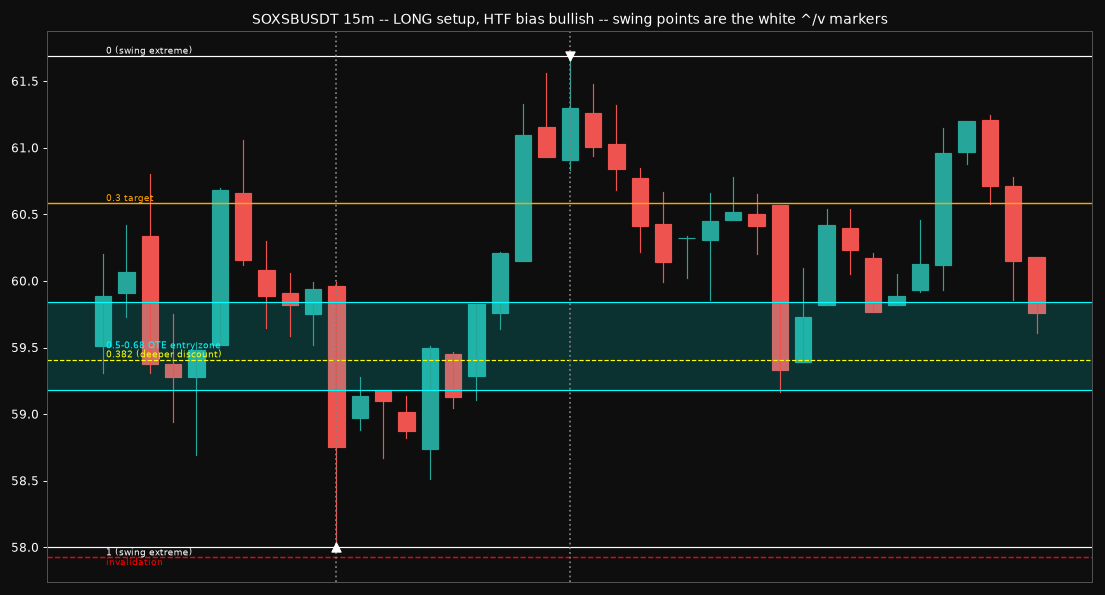 SOXSBUSDT 15m -- LONG setup, HTF bias bullish -- swing points are the white ^/v markers
0 (swing extreme)
61.5
61.0
0.3 target
60.5
60.0
0.5-0.68 OTE entry zone
59.5
0.382 (deeper discount)
59.0
58.5
58.0
1 (swing extreme)
invalidation